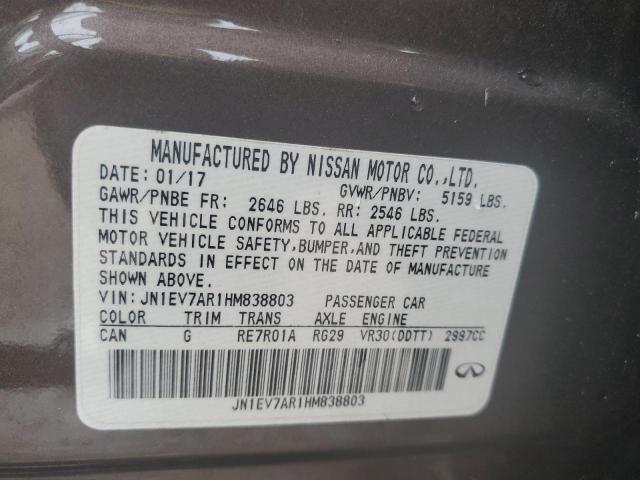 MANUFACTURED BY NISSAN MOTOR CO.,LTD.
DATE: 01/17 GVWR/PNBV: 5159 LBS.
GAWR/PNBE FR: 2646 LBS. RR: 2546 LBS.
THIS VEHICLE CONFORMS TO ALL APPLICABLE FEDERAL
MOTOR VEHICLE SAFETY,BUMPER,AND THEFT PREVENTION
STANDARDS IN EFFECT ON THE DATE OF MANUFACTURE
SHOWN ABOVE.
VIN: JN1EV7AR1HM838803 PASSENGER CAR
COLOR TRIM TRANS AXLE ENGINE
CAN G RE7R01A RG29 VR30(DDTT) 2997CC
JN1EV7AR1HM838803